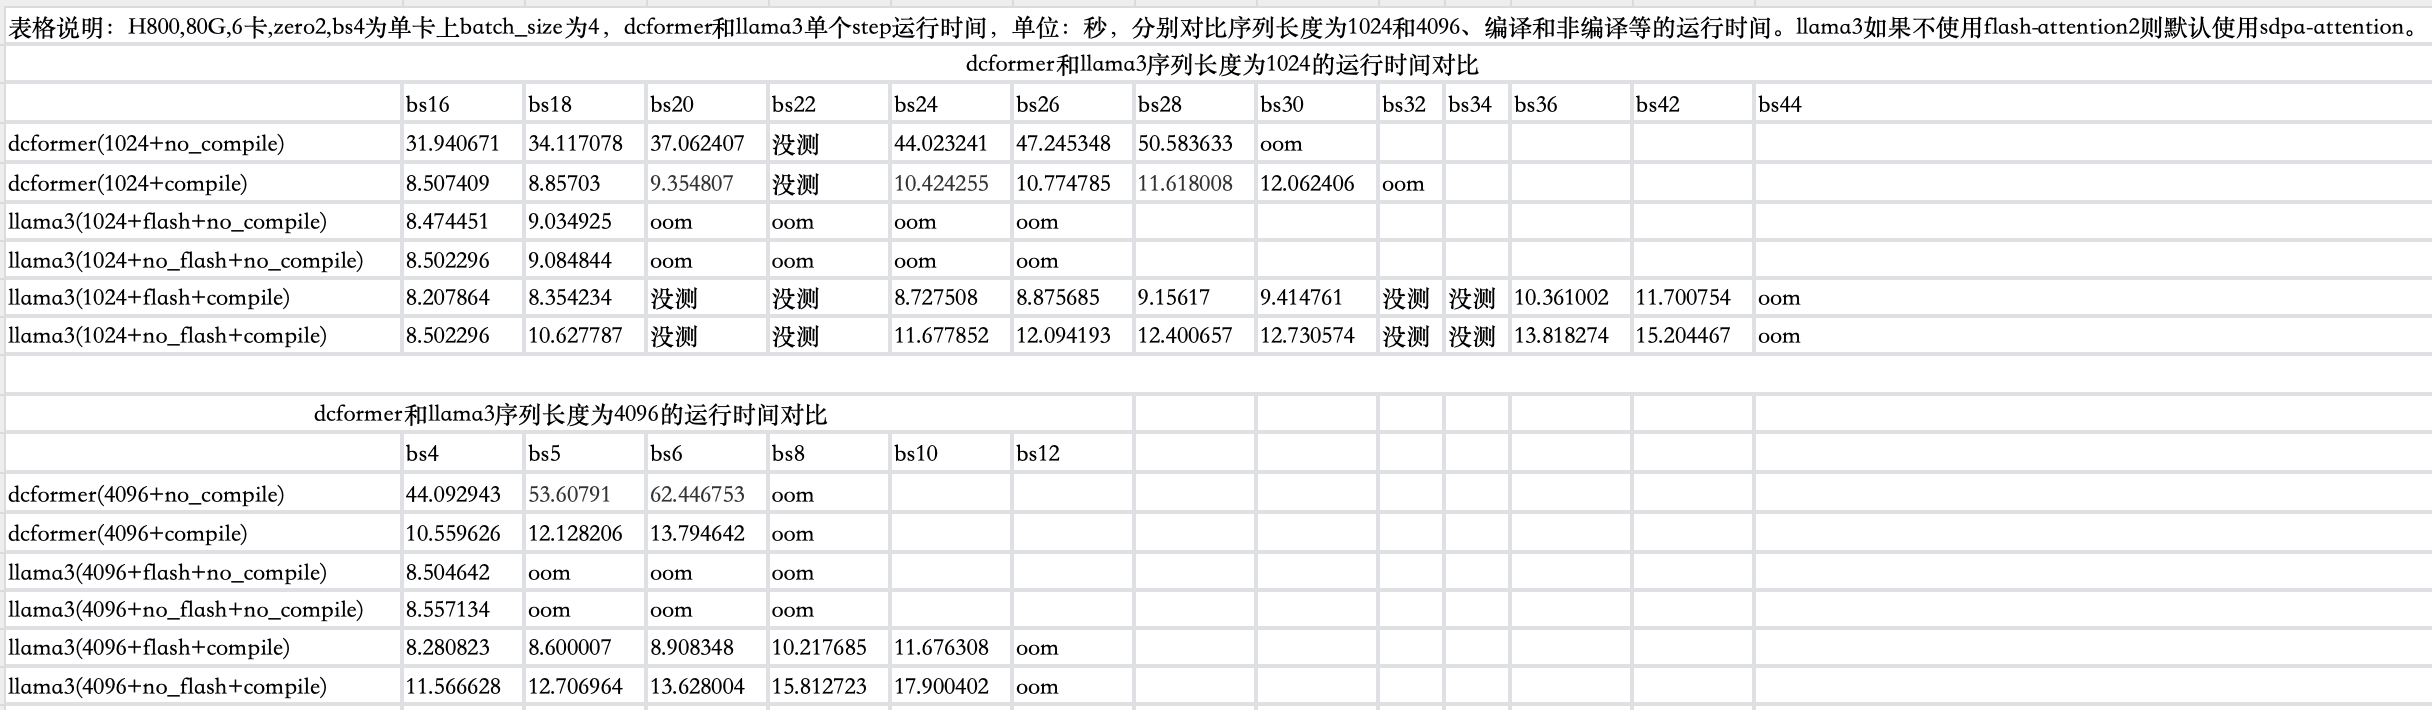 表格说明：H800,80G,6卡,zero2,bs4为单卡上batch_size为4，dcformer和llama3单个step运行时间，单位：秒，分别对比序列长度为1024和4096、编译和非编译等的运行时间。llama3如果不使用flash-attention2则默认使用sdpa-attention。
dcformer和llama3序列长度为1024的运行时间对比
bs16 bs18 bs20 bs22 bs24 bs26 bs28 bs30 bs32 bs34 bs36 bs42 bs44
dcformer(1024+no_compile) 31.940671 34.117078 37.062407 没测 44.023241 47.245348 50.583633 oom
dcformer(1024+compile) 8.507409 8.85703 9.354807 没测 10.424255 10.774785 11.618008 12.062406 oom
llama3(1024+flash+no_compile) 8.474451 9.034925 oom oom oom oom
llama3(1024+no_flash+no_compile) 8.502296 9.084844 oom oom oom oom
llama3(1024+flash+compile) 8.207864 8.354234 没测 没测 8.727508 8.875685 9.15617 9.414761 没测 没测 10.361002 11.700754 oom
llama3(1024+no_flash+compile) 8.502296 10.627787 没测 没测 11.677852 12.094193 12.400657 12.730574 没测 没测 13.818274 15.204467 oom
dcformer和llama3序列长度为4096的运行时间对比
bs4 bs5 bs6 bs8 bs10 bs12
dcformer(4096+no_compile) 44.092943 53.60791 62.446753 oom
dcformer(4096+compile) 10.559626 12.128206 13.794642 oom
llama3(4096+flash+no_compile) 8.504642 oom oom oom
llama3(4096+no_flash+no_compile) 8.557134 oom oom oom
llama3(4096+flash+compile) 8.280823 8.600007 8.908348 10.217685 11.676308 oom
llama3(4096+no_flash+compile) 11.566628 12.706964 13.628004 15.812723 17.900402 oom